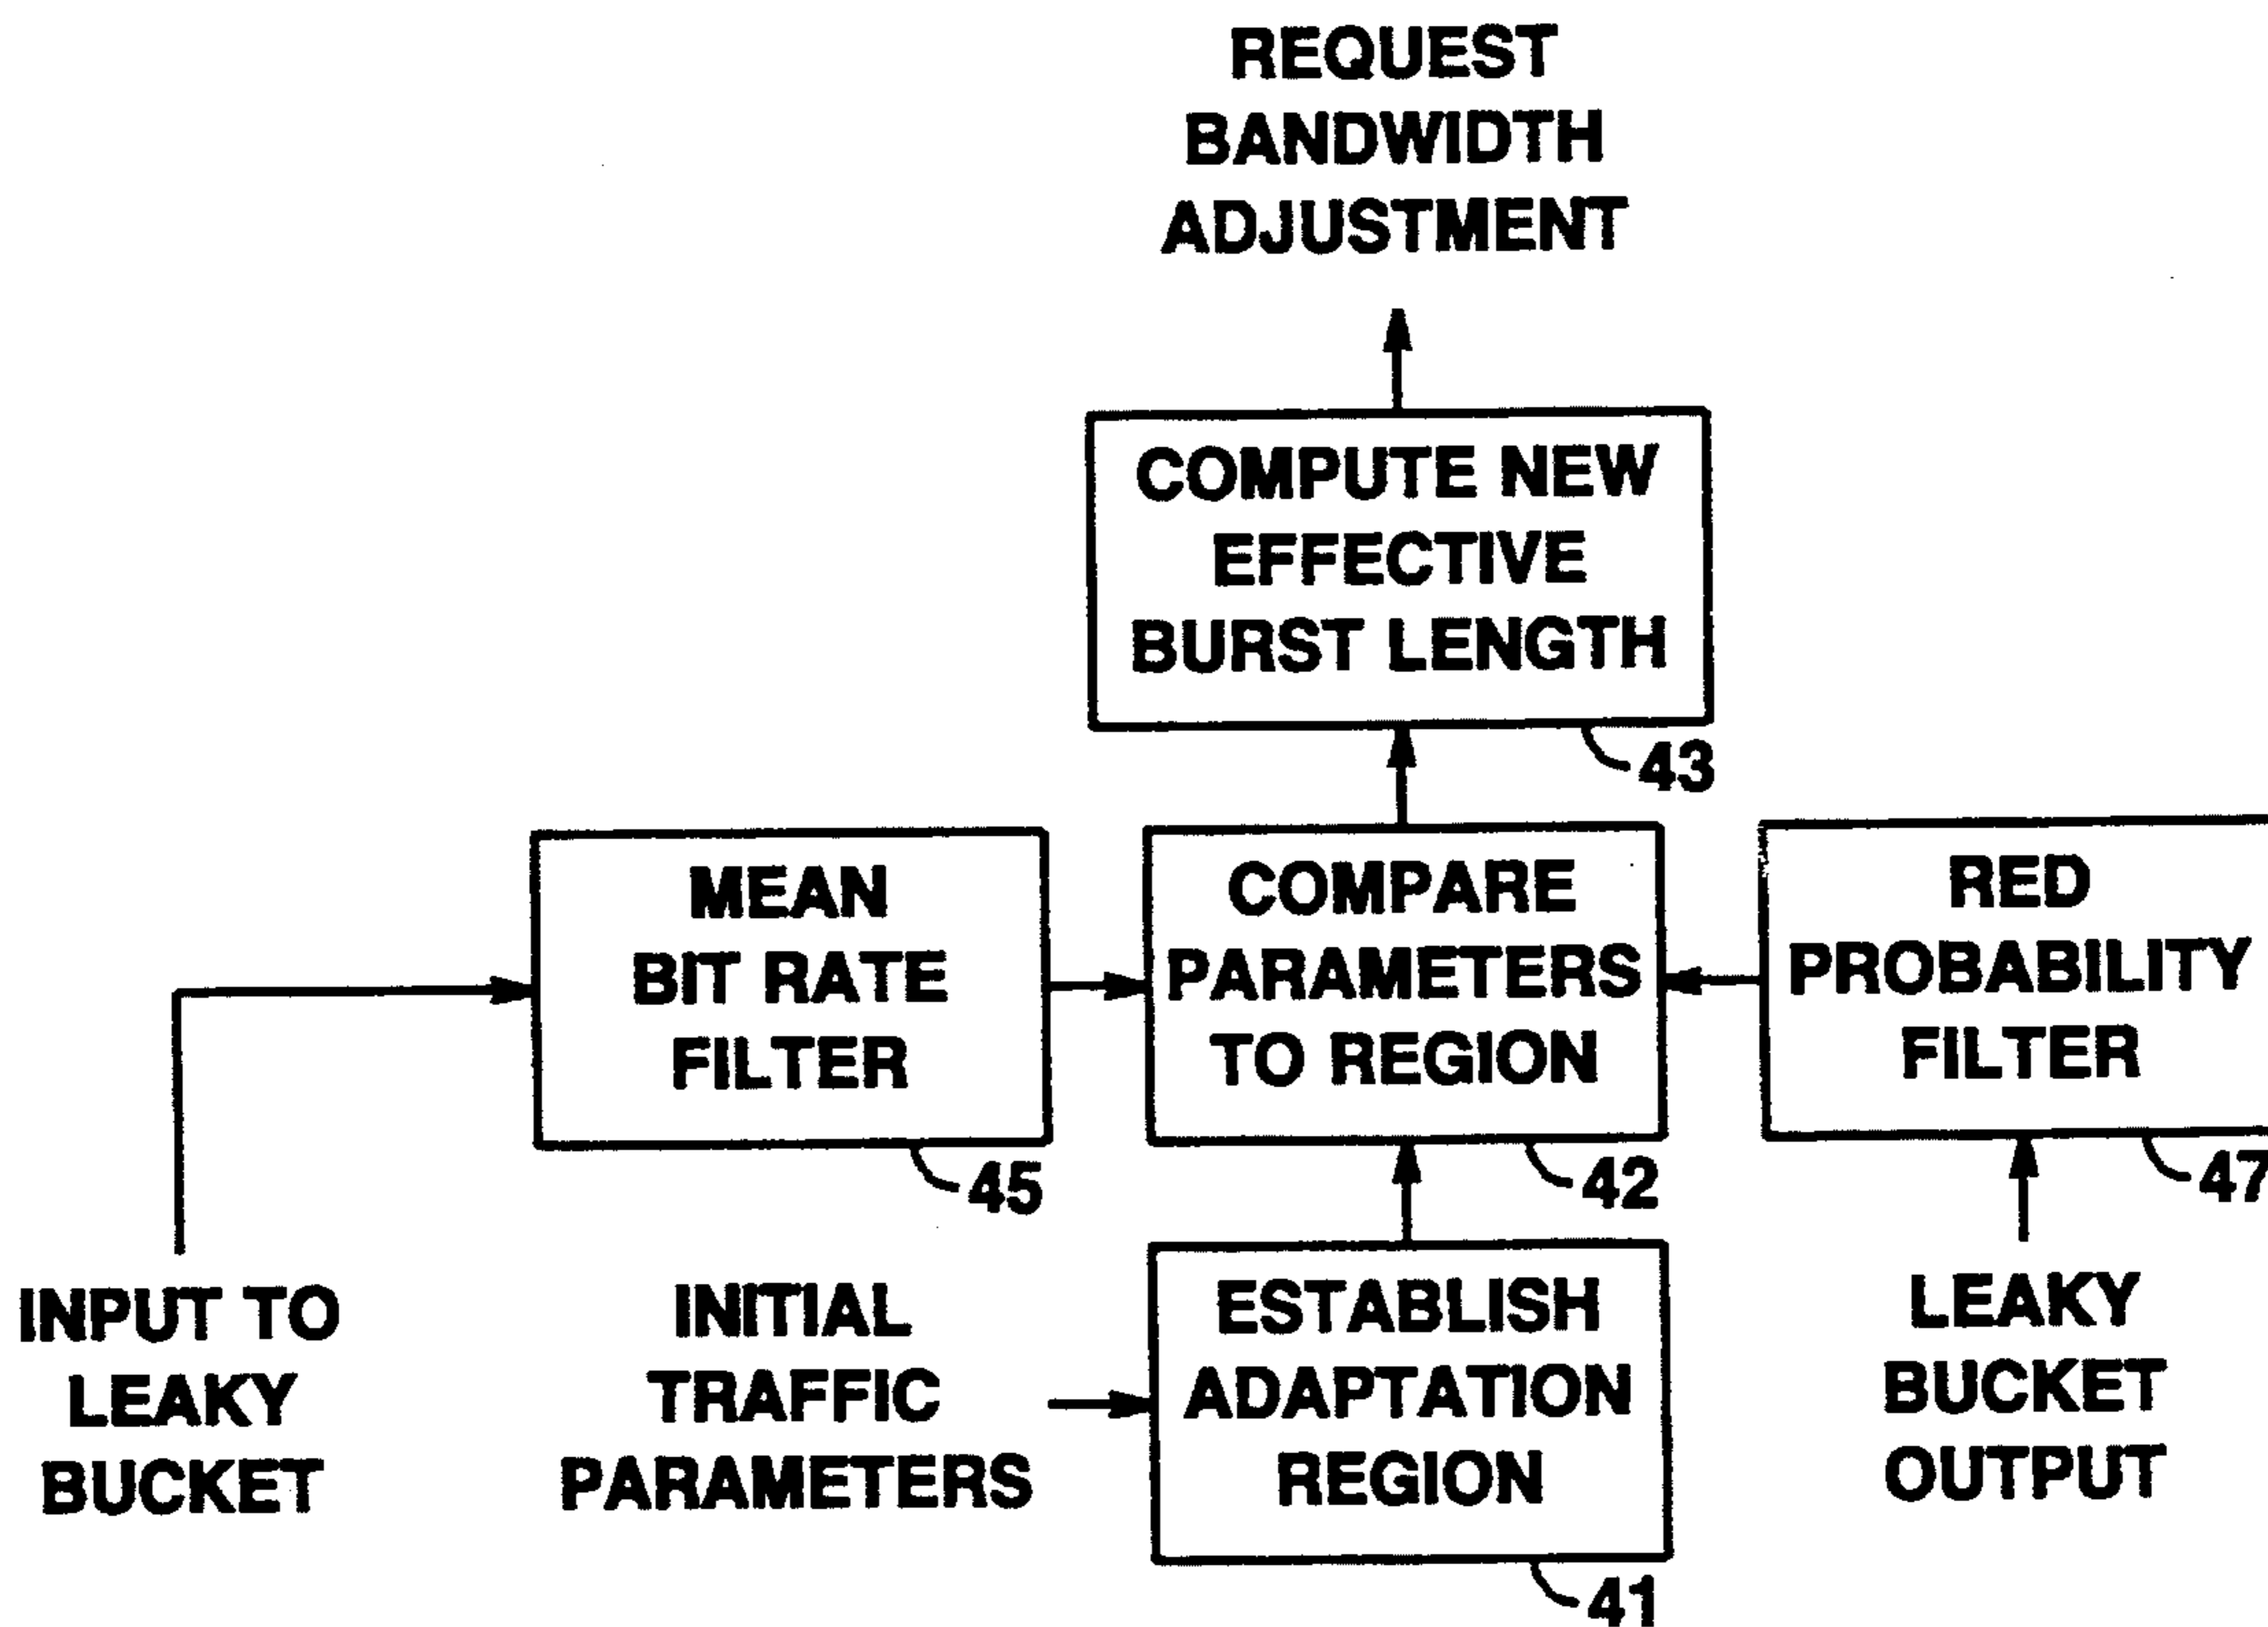 REQUEST
BANDWIDTH
ADJUSTMENT
COMPUTE NEW
EFFECTIVE
BURST LENGTH
43
MEAN
BIT RATE
FILTER
45
COMPARE
PARAMETERS
TO REGION
42
RED
PROBABILITY
FILTER
47
INPUT TO
LEAKY
BUCKET
INITIAL
TRAFFIC
PARAMETERS
ESTABLISH
ADAPTATION
REGION
41
LEAKY
BUCKET
OUTPUT